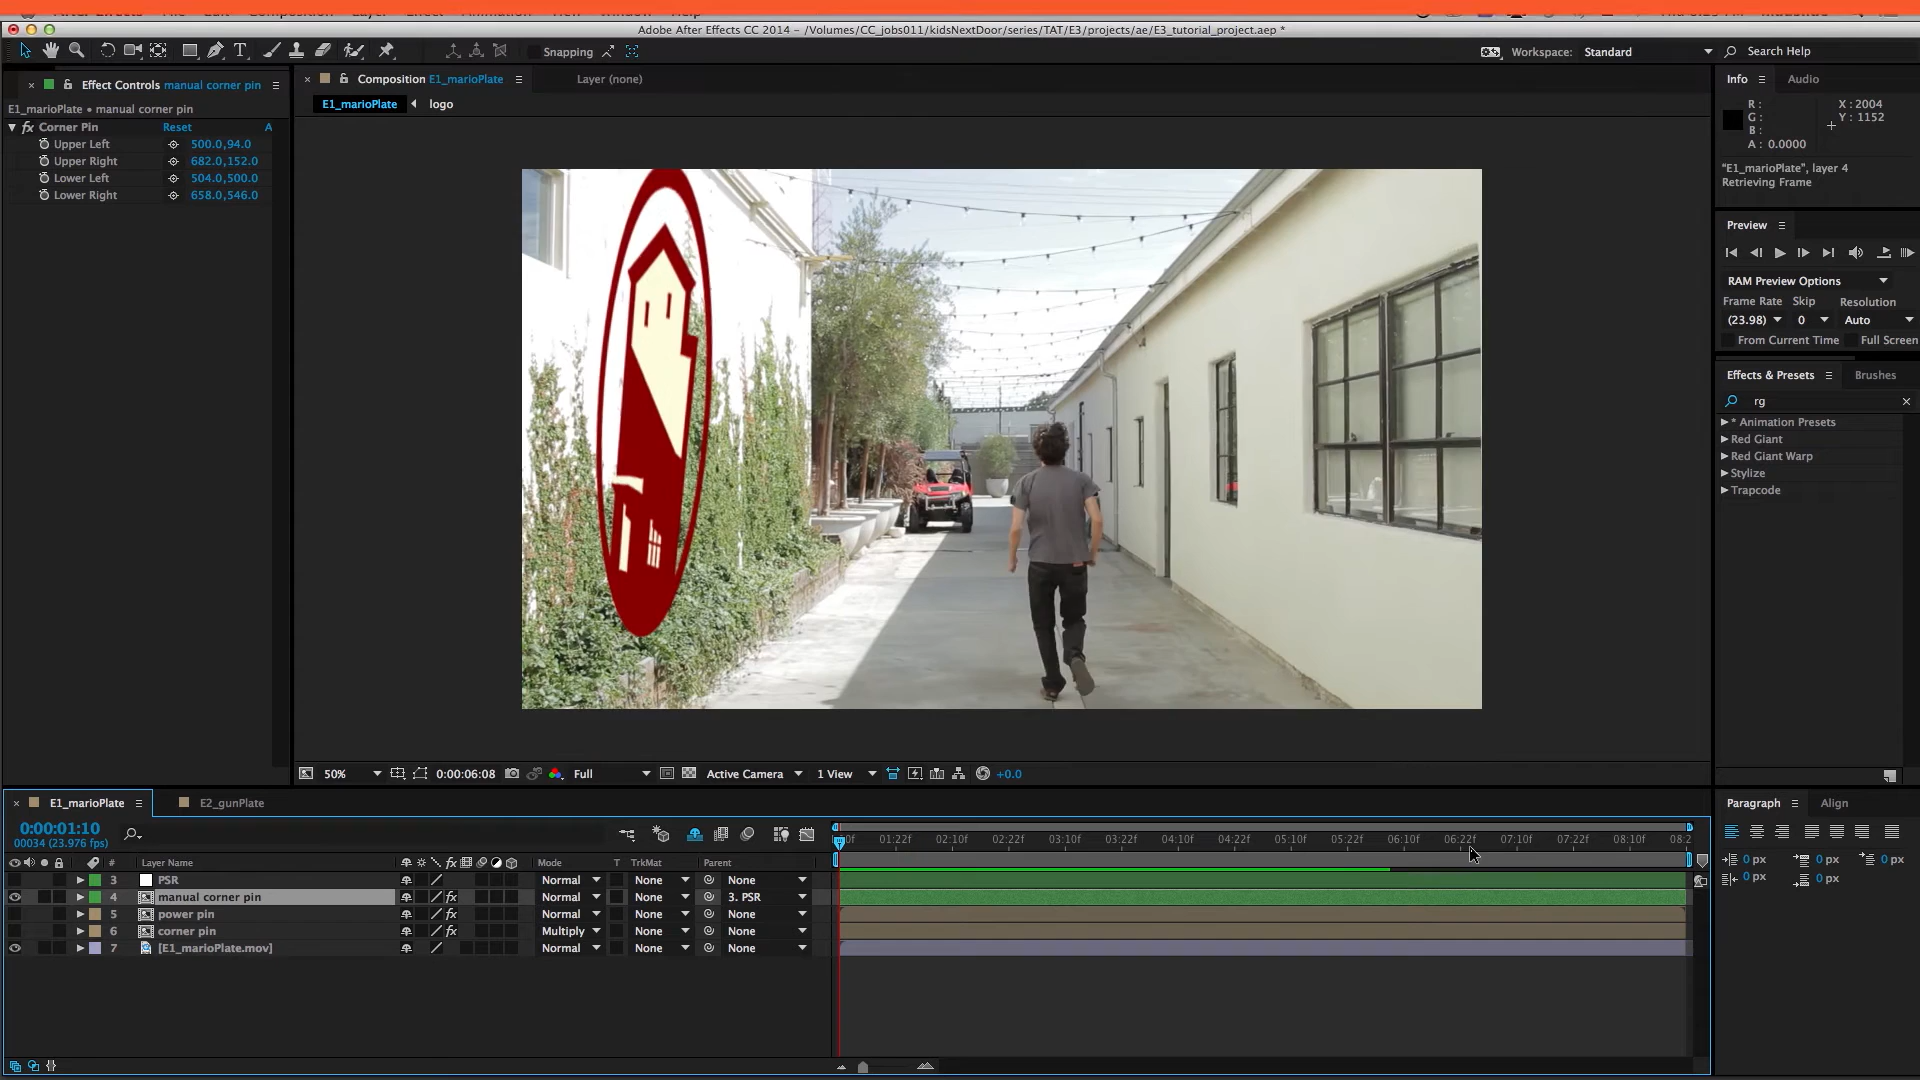 Adobe After Effects CC 2014 - /Volumes/CC_jobs011/kidsNextDoor/series/TAT/E3/projects/ae/E3_tutorial_project.aep *
Snapping
Workspace: Standard
Search Help
Effect Controls manual corner pin
E1_marioPlate • manual corner pin
fx Corner Pin Reset A
Upper Left 500.0,94.0
Upper Right 682.0,152.0
Lower Left 504.0,500.0
Lower Right 658.0,546.0
Composition E1_marioPlate
Layer (none)
E1_marioPlate
logo
Info
Audio
R :
G :
B :
A : 0.0000
X : 2004
Y : 1152
"E1_marioPlate", layer 4
Retrieving Frame
Preview
RAM Preview Options
Frame Rate Skip Resolution
(23.98) 0 Auto
From Current Time Full Screen
Effects & Presets Brushes
rg
* Animation Presets
Red Giant
Red Giant Warp
Stylize
Trapcode
50%
0:00:06:08
Full
Active Camera
1 View
+0.0
E1_marioPlate
E2_gunPlate
0:00:01:10
00034 (23.976 fps)
01:22f 02:10f 02:22f 03:10f 03:22f 04:10f 04:22f 05:10f 05:22f 06:10f 06:22f 07:10f 07:22f 08:10f 08:2
# Layer Name fx Mode T TrkMat Parent
3 PSR Normal None None
4 manual corner pin fx Normal None 3. PSR
5 power pin fx Normal None None
6 corner pin fx Multiply None None
7 [E1_marioPlate.mov] Normal None None
Paragraph
Align
0 px 0 px 0 px
0 px 0 px